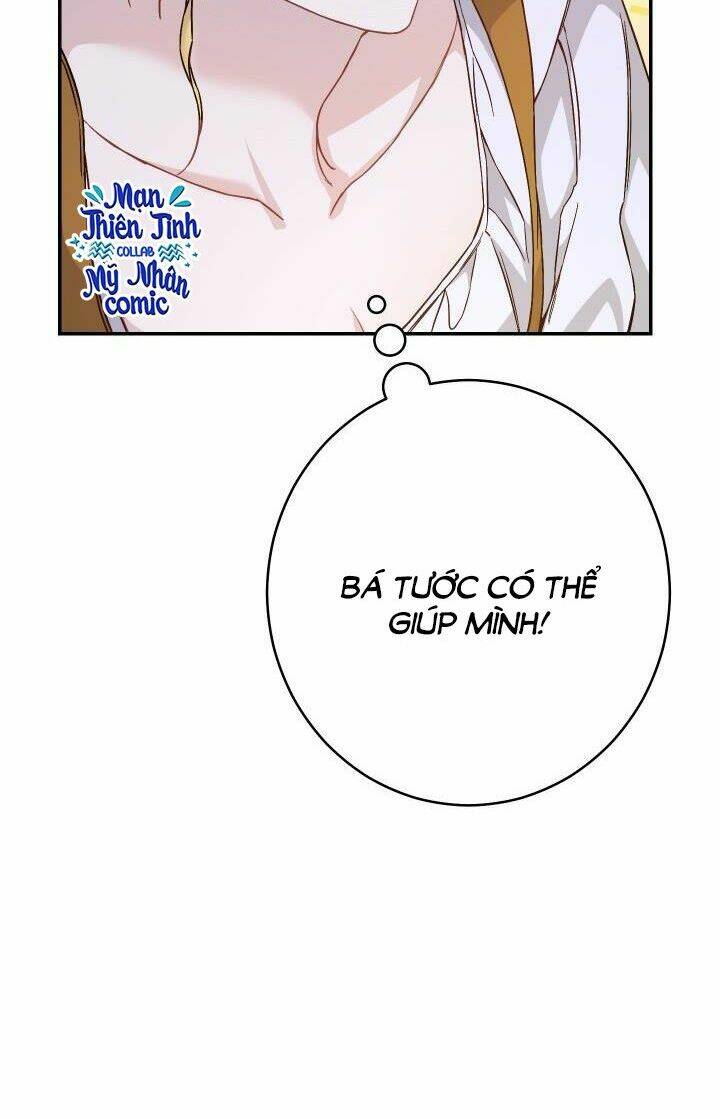 Mạn
Thiên Tinh
COLLAB
Mỹ Nhân
comic
BÁ TƯỚC CÓ THỂ
GIÚP MÌNH!